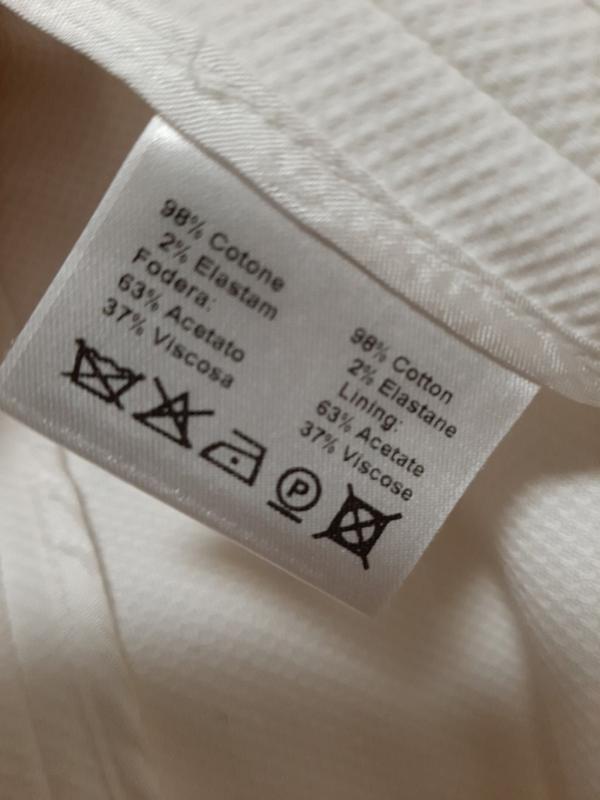 98% Cotone
2% Elastam
Fodera:
63% Acetato
37% Viscosa
98% Cotton
2% Elastane
Lining:
63% Acetate
37% Viscose
P